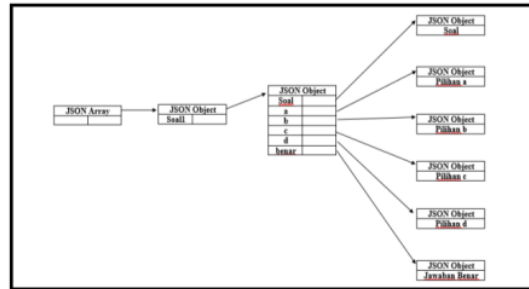 JSON Array
JSON Object
Soal1
JSON Object
Soal
a
b
c
d
benar
JSON Object
Soal
JSON Object
Pilihan a
JSON Object
Pilihan b
JSON Object
Pilihan c
JSON Object
Pilihan d
JSON Object
Jawaban Benar